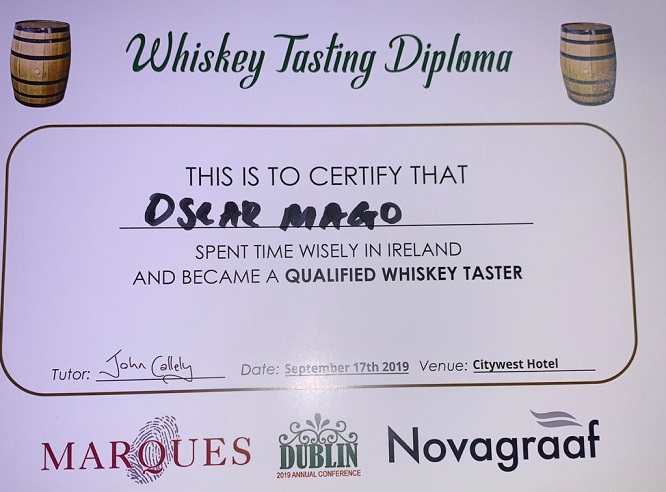 Whiskey Tasting Diploma
THIS IS TO CERTIFY THAT
OSCAR MAGO
SPENT TIME WISELY IN IRELAND
AND BECAME A QUALIFIED WHISKEY TASTER
Tutor: John Callely Date: September 17th 2019 Venue: Citywest Hotel
MARQUES
DUBLIN
2019 ANNUAL CONFERENCE
Novagraaf